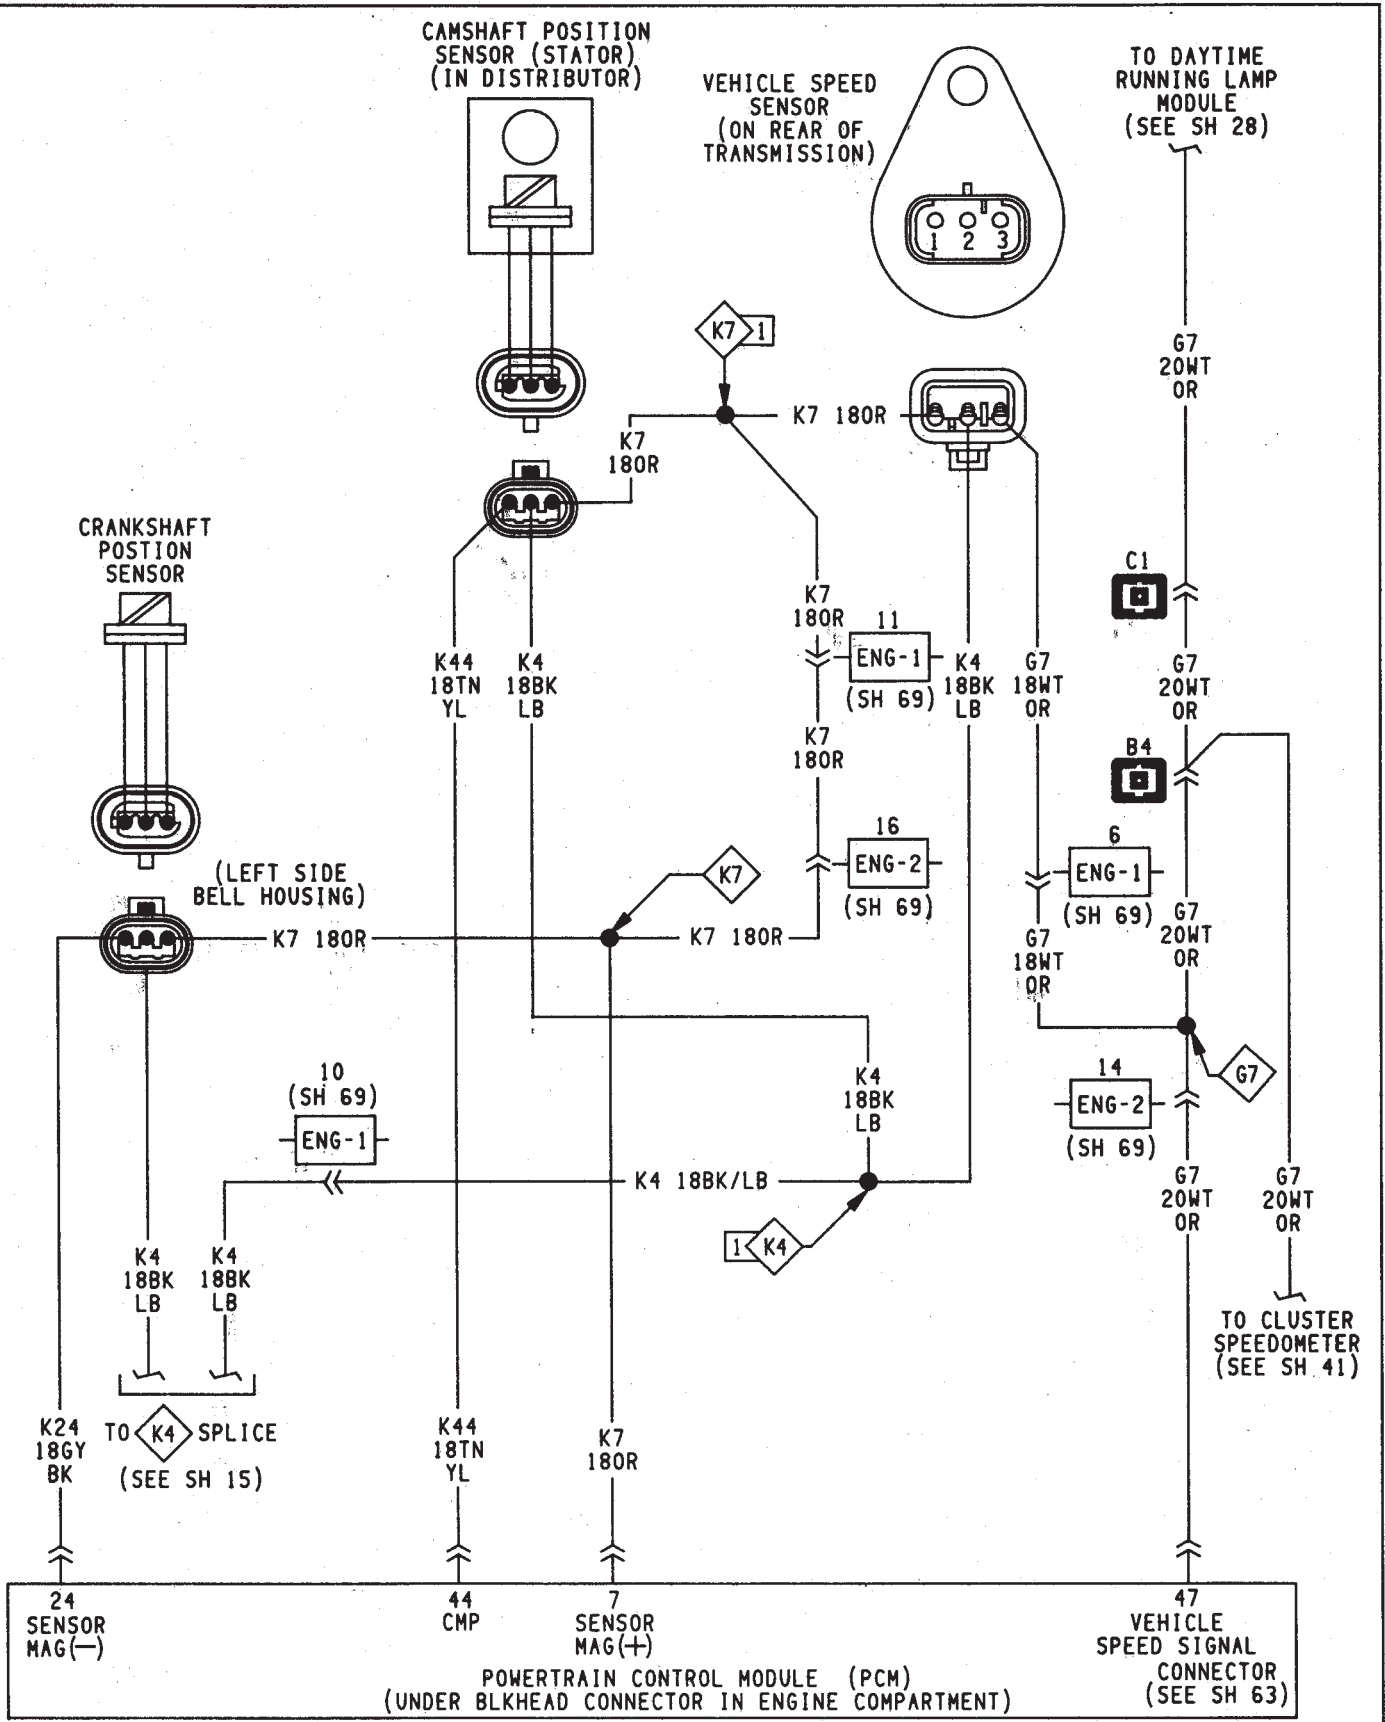 CAMSHAFT POSITION
SENSOR (STATOR)
(IN DISTRIBUTOR)
VEHICLE SPEED
SENSOR
(ON REAR OF
TRANSMISSION)
TO DAYTIME
RUNNING LAMP
MODULE
(SEE SH 28)
1 2 3
K7 1
G7
20WT
OR
K7 18OR
K7
18OR
CRANKSHAFT
POSTION
SENSOR
C1
K7
18OR
11
ENG-1
(SH 69)
K44
18TN
YL
K4
18BK
LB
K4
18BK
LB
G7
18WT
OR
G7
20WT
OR
K7
18OR
B4
16
ENG-2
(SH 69)
6
ENG-1
(SH 69)
(LEFT SIDE
BELL HOUSING)
K7
K7 18OR
K7 18OR
G7
18WT
OR
G7
20WT
OR
10
(SH 69)
ENG-1
K4
18BK
LB
14
ENG-2
(SH 69)
G7
K4 18BK/LB
1 K4
G7
20WT
OR
G7
20WT
OR
K4
18BK
LB
K4
18BK
LB
TO CLUSTER
SPEEDOMETER
(SEE SH 41)
K24
18GY
BK
TO K4 SPLICE
(SEE SH 15)
K44
18TN
YL
K7
18OR
24
SENSOR
MAG(—)
44
CMP
7
SENSOR
MAG(+)
47
VEHICLE
SPEED SIGNAL
CONNECTOR
(SEE SH 63)
POWERTRAIN CONTROL MODULE (PCM)
(UNDER BLKHEAD CONNECTOR IN ENGINE COMPARTMENT)